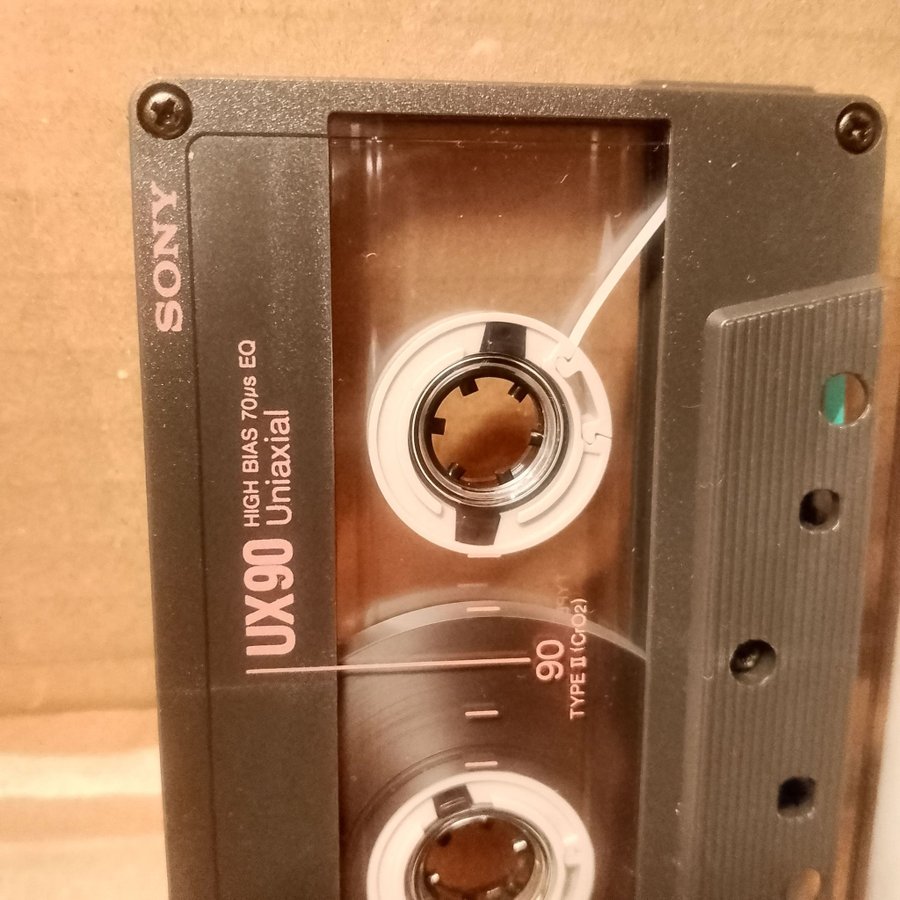 SONY
HIGH BIAS 70µs EQ
UX90 Uniaxial
90
TYPE II (CrO2)